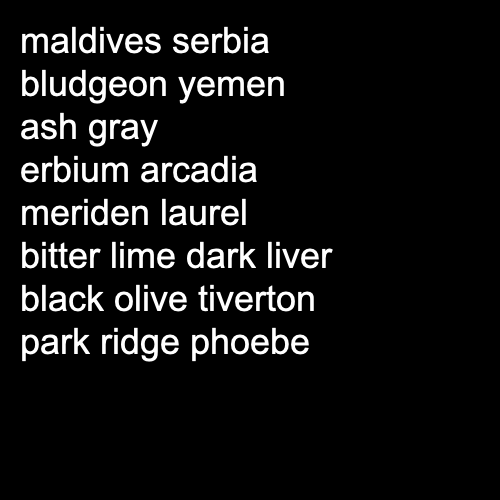 maldives serbia
bludgeon yemen
ash gray
erbium arcadia
meriden laurel
bitter lime dark liver
black olive tiverton
park ridge phoebe